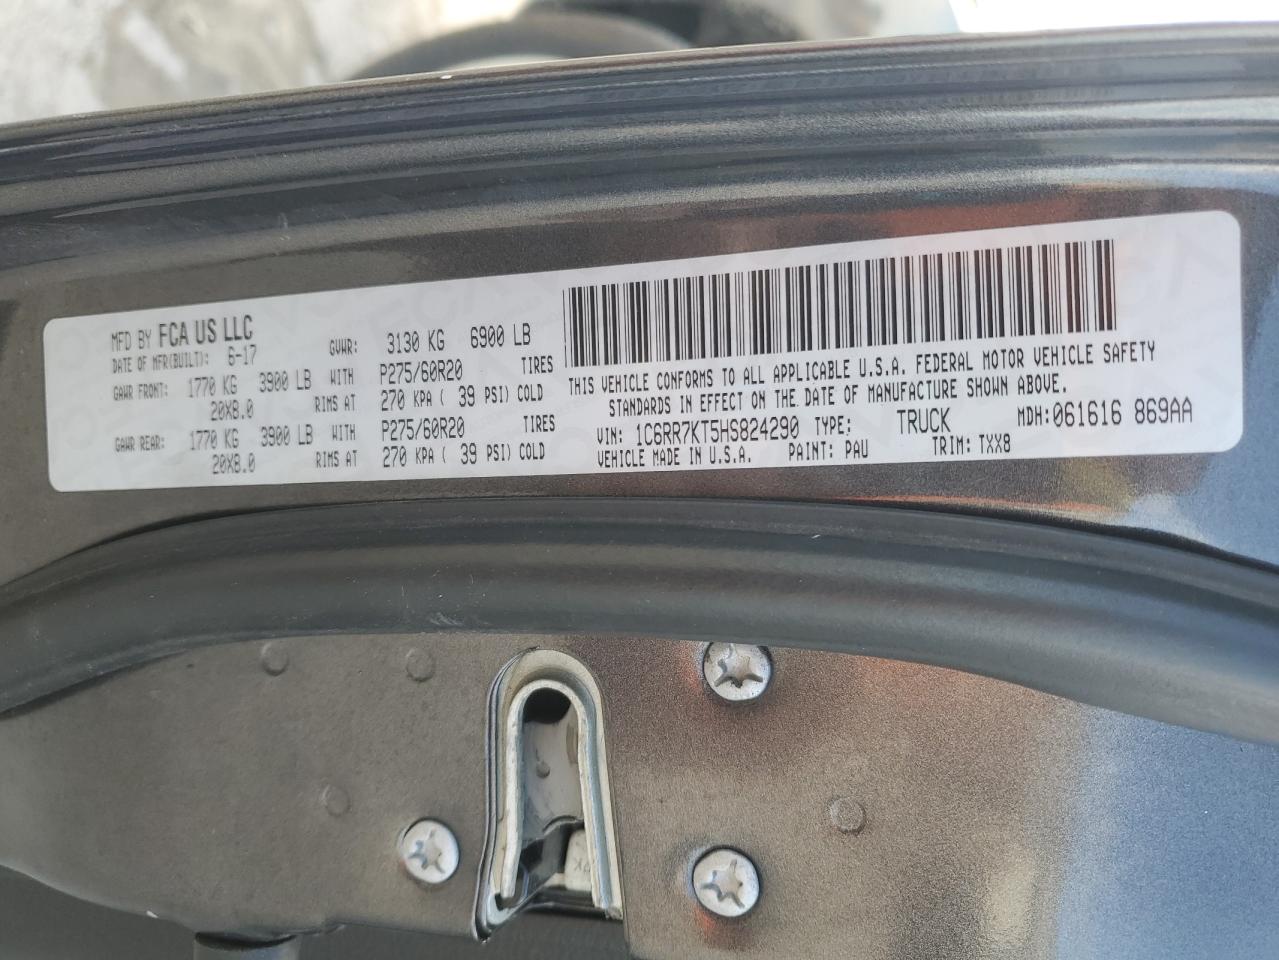 MFD BY FCA US LLC
DATE OF MFR(BUILT): 6-17 GVWR: 3130 KG 6900 LB
GAWR FRONT: 1770 KG 3900 LB WITH P275/60R20 TIRES
20X8.0 RIMS AT 270 KPA ( 39 PSI) COLD
GAWR REAR: 1770 KG 3900 LB WITH P275/60R20 TIRES
20X8.0 RIMS AT 270 KPA ( 39 PSI) COLD
THIS VEHICLE CONFORMS TO ALL APPLICABLE U.S.A. FEDERAL MOTOR VEHICLE SAFETY
STANDARDS IN EFFECT ON THE DATE OF MANUFACTURE SHOWN ABOVE.
VIN: 1C6RR7KT5HS824290 TYPE: TRUCK MDH:061616 869AA
VEHICLE MADE IN U.S.A. PAINT: PAU TRIM: TXX8